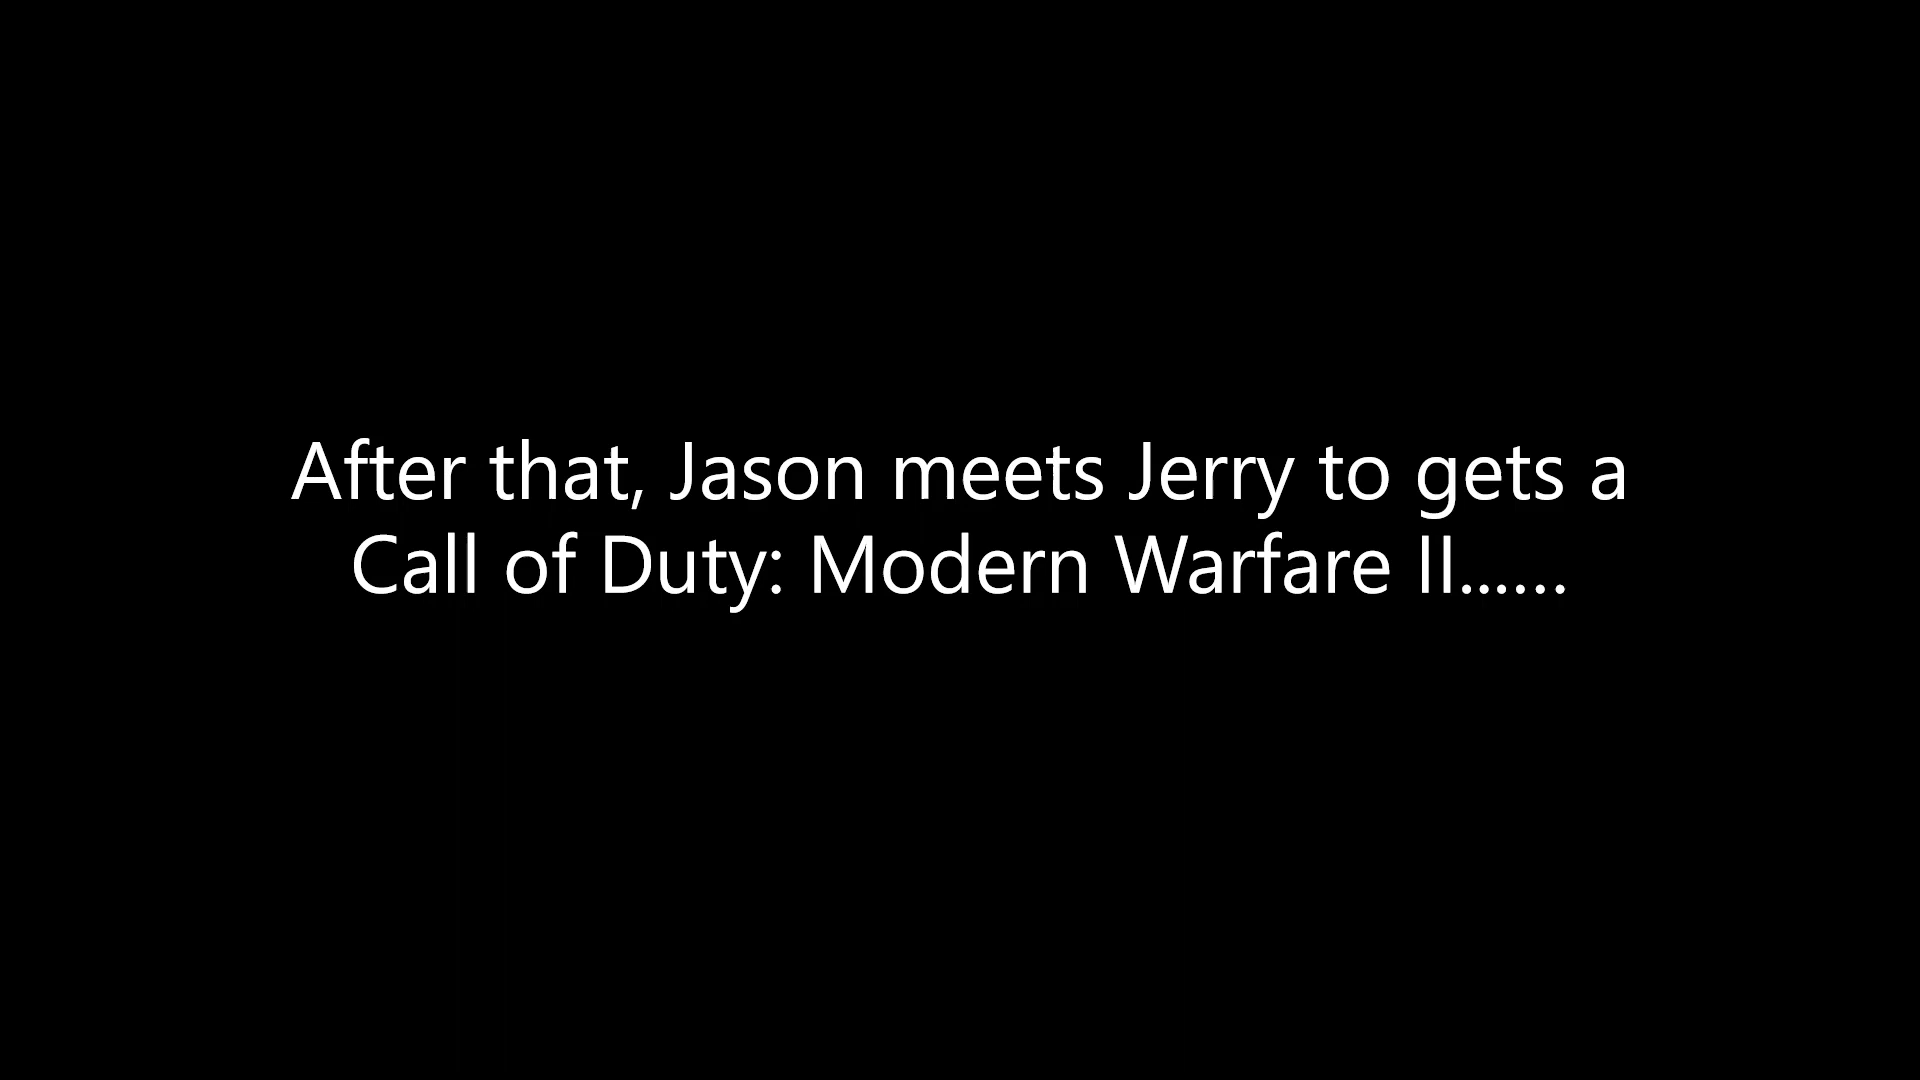 After that, Jason meets Jerry to gets a
Call of Duty: Modern Warfare II......